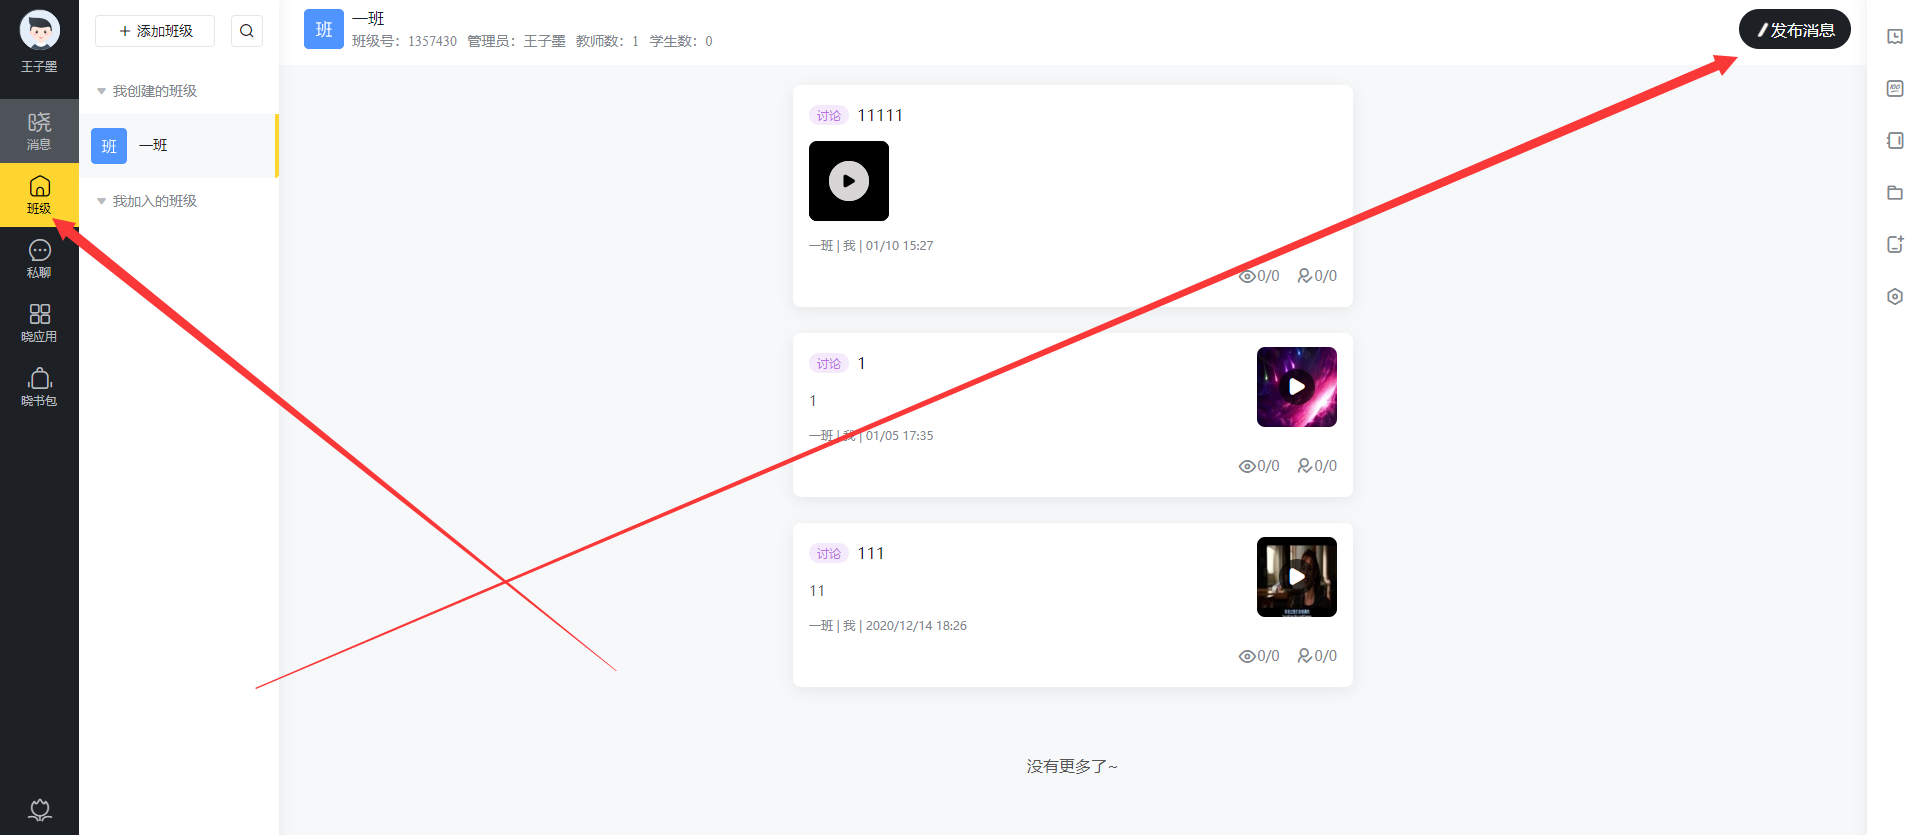 王子墨
晓
消息
班级
私聊
晓应用
晓书包
+ 添加班级
我创建的班级
班 一班
我加入的班级
班
一班
班级号：1357430 管理员：王子墨 教师数：1 学生数：0
发布消息
讨论 11111
一班 | 我 | 01/10 15:27
0/0 0/0
讨论 1
1
一班 | 我 | 01/05 17:35
0/0 0/0
讨论 111
11
一班 | 我 | 2020/12/14 18:26
0/0 0/0
没有更多了~
100